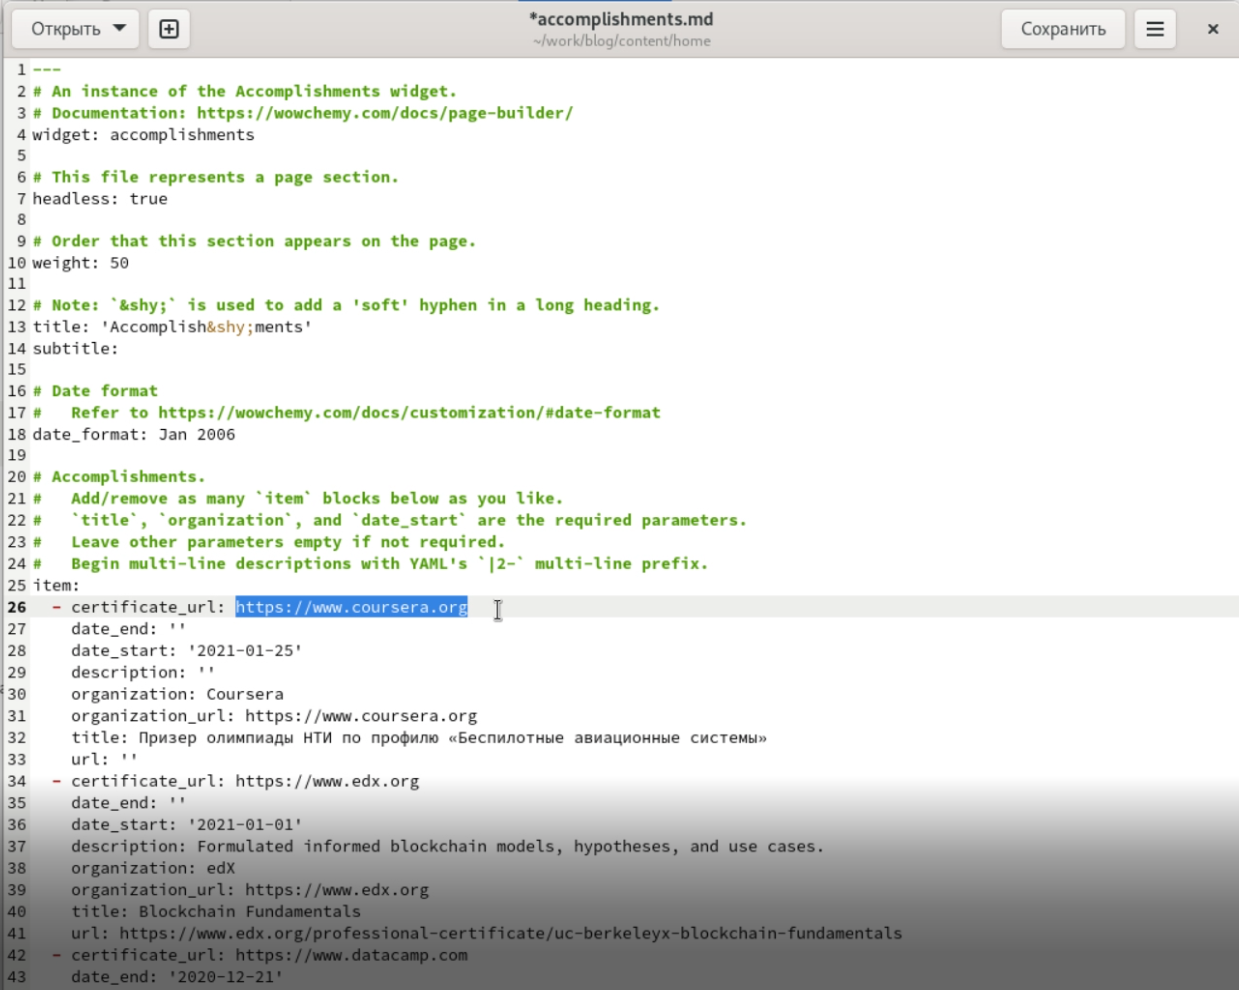 Открыть
*accomplishments.md
~/work/blog/content/home
Сохранить
1 ---
2 # An instance of the Accomplishments widget.
3 # Documentation: https://wowchemy.com/docs/page-builder/
4 widget: accomplishments
5
6 # This file represents a page section.
7 headless: true
8
9 # Order that this section appears on the page.
10 weight: 50
11
12 # Note: `&shy;` is used to add a 'soft' hyphen in a long heading.
13 title: 'Accomplish&shy;ments'
14 subtitle:
15
16 # Date format
17 #   Refer to https://wowchemy.com/docs/customization/#date-format
18 date_format: Jan 2006
19
20 # Accomplishments.
21 #   Add/remove as many `item` blocks below as you like.
22 #   `title`, `organization`, and `date_start` are the required parameters.
23 #   Leave other parameters empty if not required.
24 #   Begin multi-line descriptions with YAML's `|2-` multi-line prefix.
25 item:
26   - certificate_url: https://www.coursera.org
27     date_end: ''
28     date_start: '2021-01-25'
29     description: ''
30     organization: Coursera
31     organization_url: https://www.coursera.org
32     title: Призер олимпиады НТИ по профилю «Беспилотные авиационные системы»
33     url: ''
34   - certificate_url: https://www.edx.org
35     date_end: ''
36     date_start: '2021-01-01'
37     description: Formulated informed blockchain models, hypotheses, and use cases.
38     organization: edX
39     organization_url: https://www.edx.org
40     title: Blockchain Fundamentals
41     url: https://www.edx.org/professional-certificate/uc-berkeleyx-blockchain-fundamentals
42   - certificate_url: https://www.datacamp.com
43     date_end: '2020-12-21'